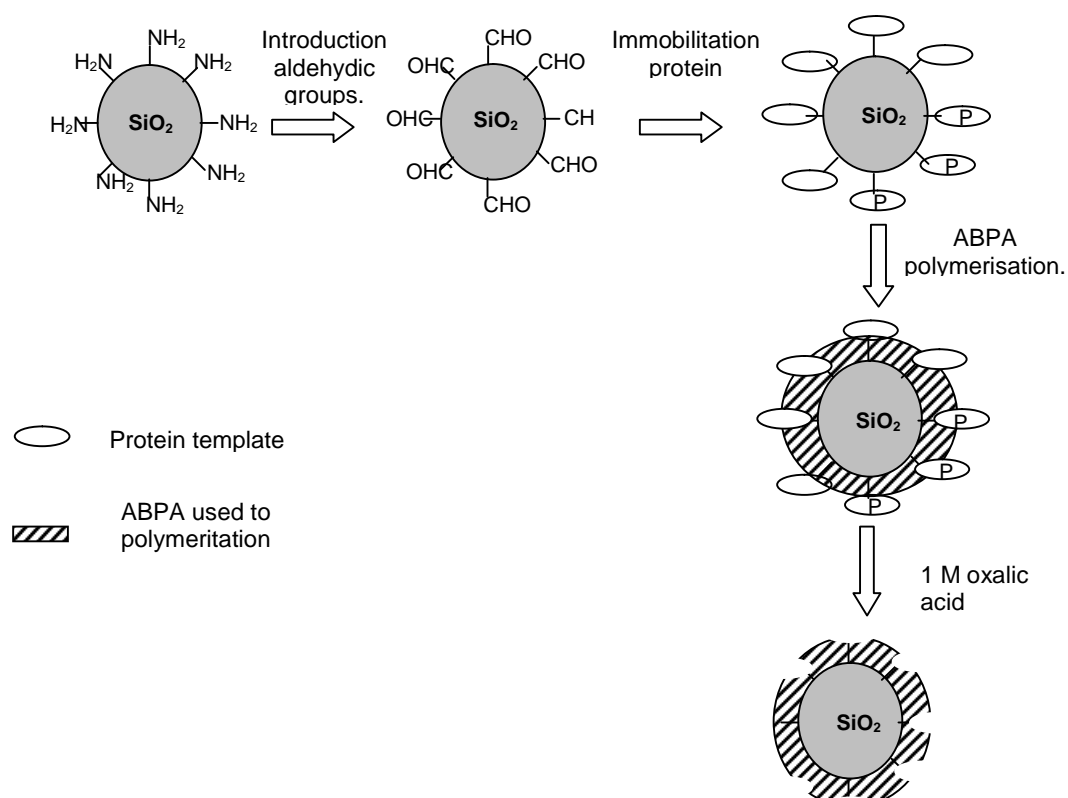 NH2
H2N
NH2
H2N
SiO2
NH2
NH2
NH2
NH2
Introduction
aldehydic
groups.
CHO
OHC
CHO
OHC
SiO2
CH
OHC
CHO
CHO
Immobilitation
protein
SiO2
P
P
P
ABPA
polymerisation.
SiO2
P
P
P
Protein template
ABPA used to
polymeritation
1 M oxalic
acid
SiO2